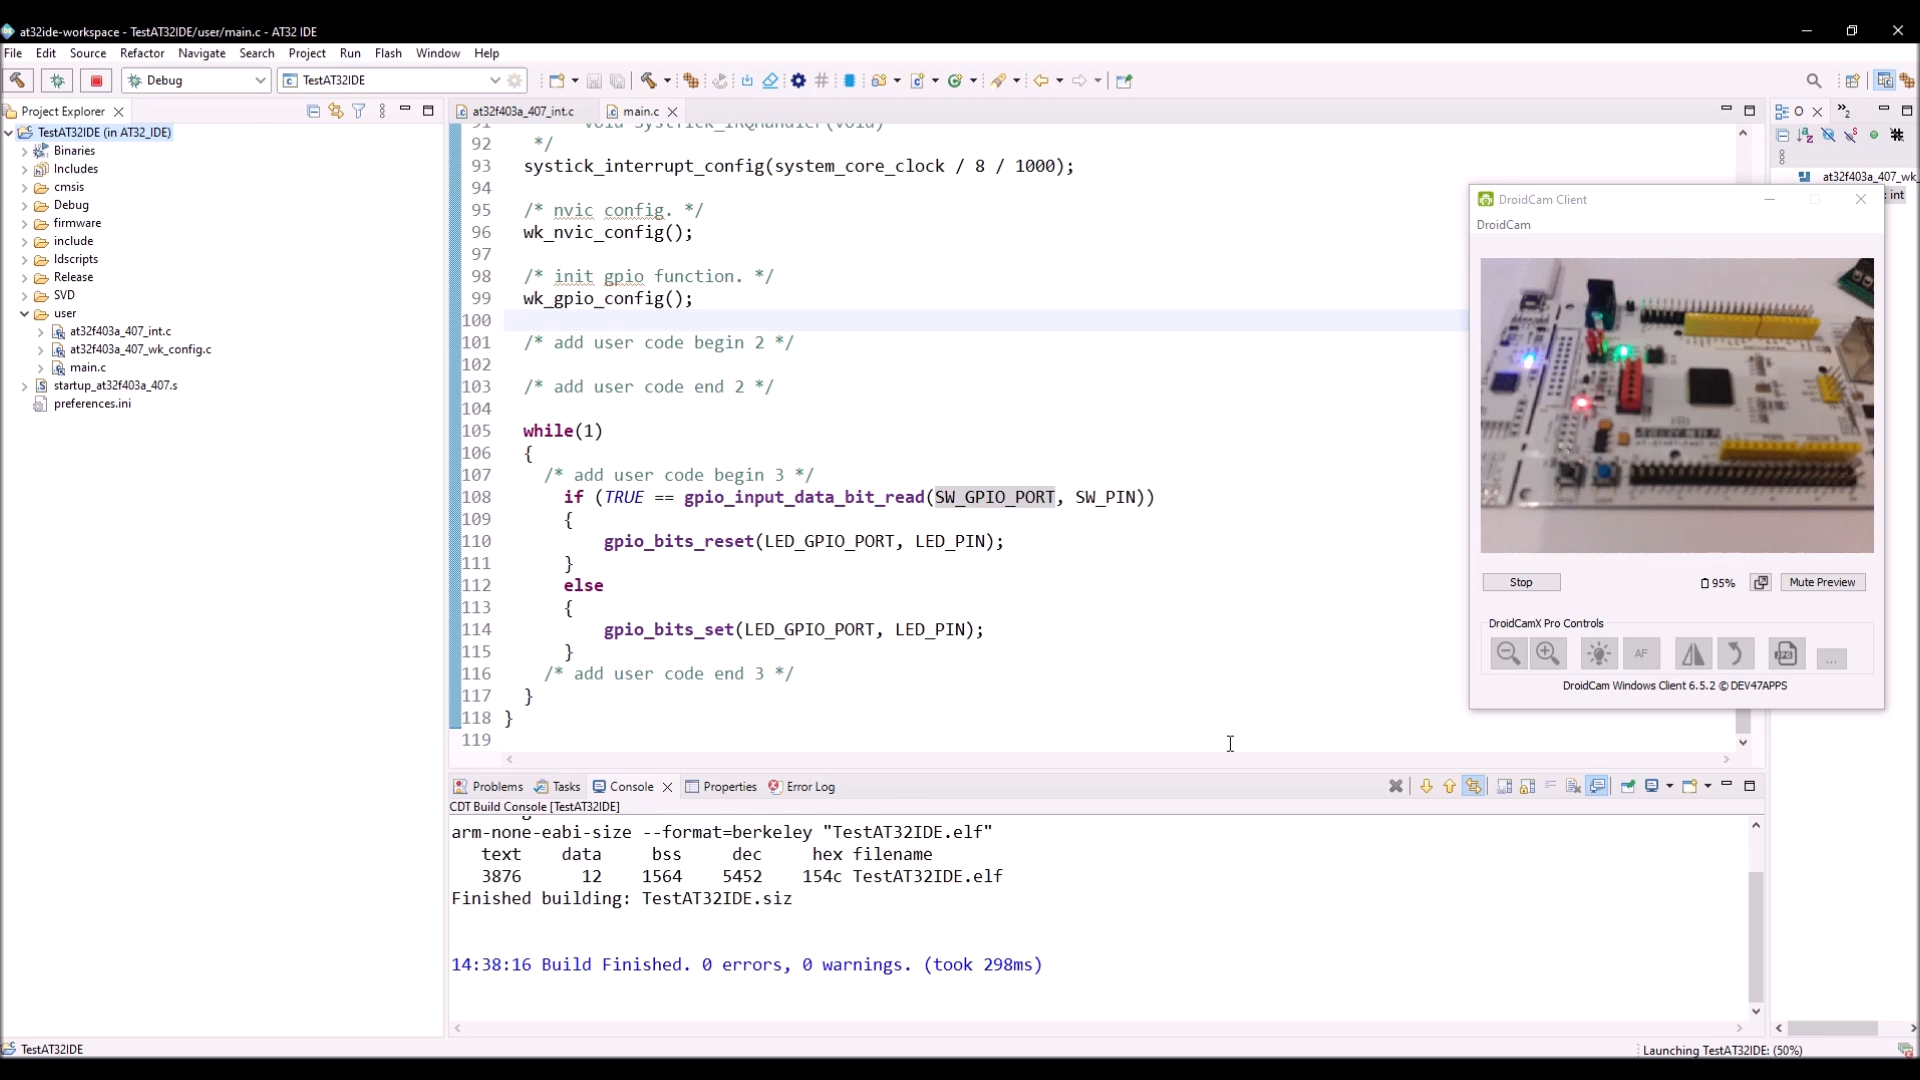 at32ide-workspace - TestAT32IDE/user/main.c - AT32 IDE
File Edit Source Refactor Navigate Search Project Run Flash Window Help
Debug TestAT32IDE
Project Explorer
TestAT32IDE (in AT32_IDE)
Binaries
Includes
cmsis
Debug
firmware
include
ldscripts
Release
SVD
user
at32f403a_407_int.c
at32f403a_407_wk_config.c
main.c
startup_at32f403a_407.s
preferences.ini
at32f403a_407_int.c main.c
91 void SysTick_IRQHandler(void)
92 */
93 systick_interrupt_config(system_core_clock / 8 / 1000);
94
95 /* nvic config. */
96 wk_nvic_config();
97
98 /* init gpio function. */
99 wk_gpio_config();
100
101 /* add user code begin 2 */
102
103 /* add user code end 2 */
104
105 while(1)
106 {
107 /* add user code begin 3 */
108 if (TRUE == gpio_input_data_bit_read(SW_GPIO_PORT, SW_PIN))
109 {
110 gpio_bits_reset(LED_GPIO_PORT, LED_PIN);
111 }
112 else
113 {
114 gpio_bits_set(LED_GPIO_PORT, LED_PIN);
115 }
116 /* add user code end 3 */
117 }
118 }
119
O 2
at32f403a_407_wk_
: int
DroidCam Client
DroidCam
Stop 95% Mute Preview
DroidCamX Pro Controls
AF JPG ...
DroidCam Windows Client 6.5.2 © DEV47APPS
Problems Tasks Console Properties Error Log
CDT Build Console [TestAT32IDE]
arm-none-eabi-size --format=berkeley "TestAT32IDE.elf"
text data bss dec hex filename
3876 12 1564 5452 154c TestAT32IDE.elf
Finished building: TestAT32IDE.siz
14:38:16 Build Finished. 0 errors, 0 warnings. (took 298ms)
TestAT32IDE Launching TestAT32IDE: (50%)